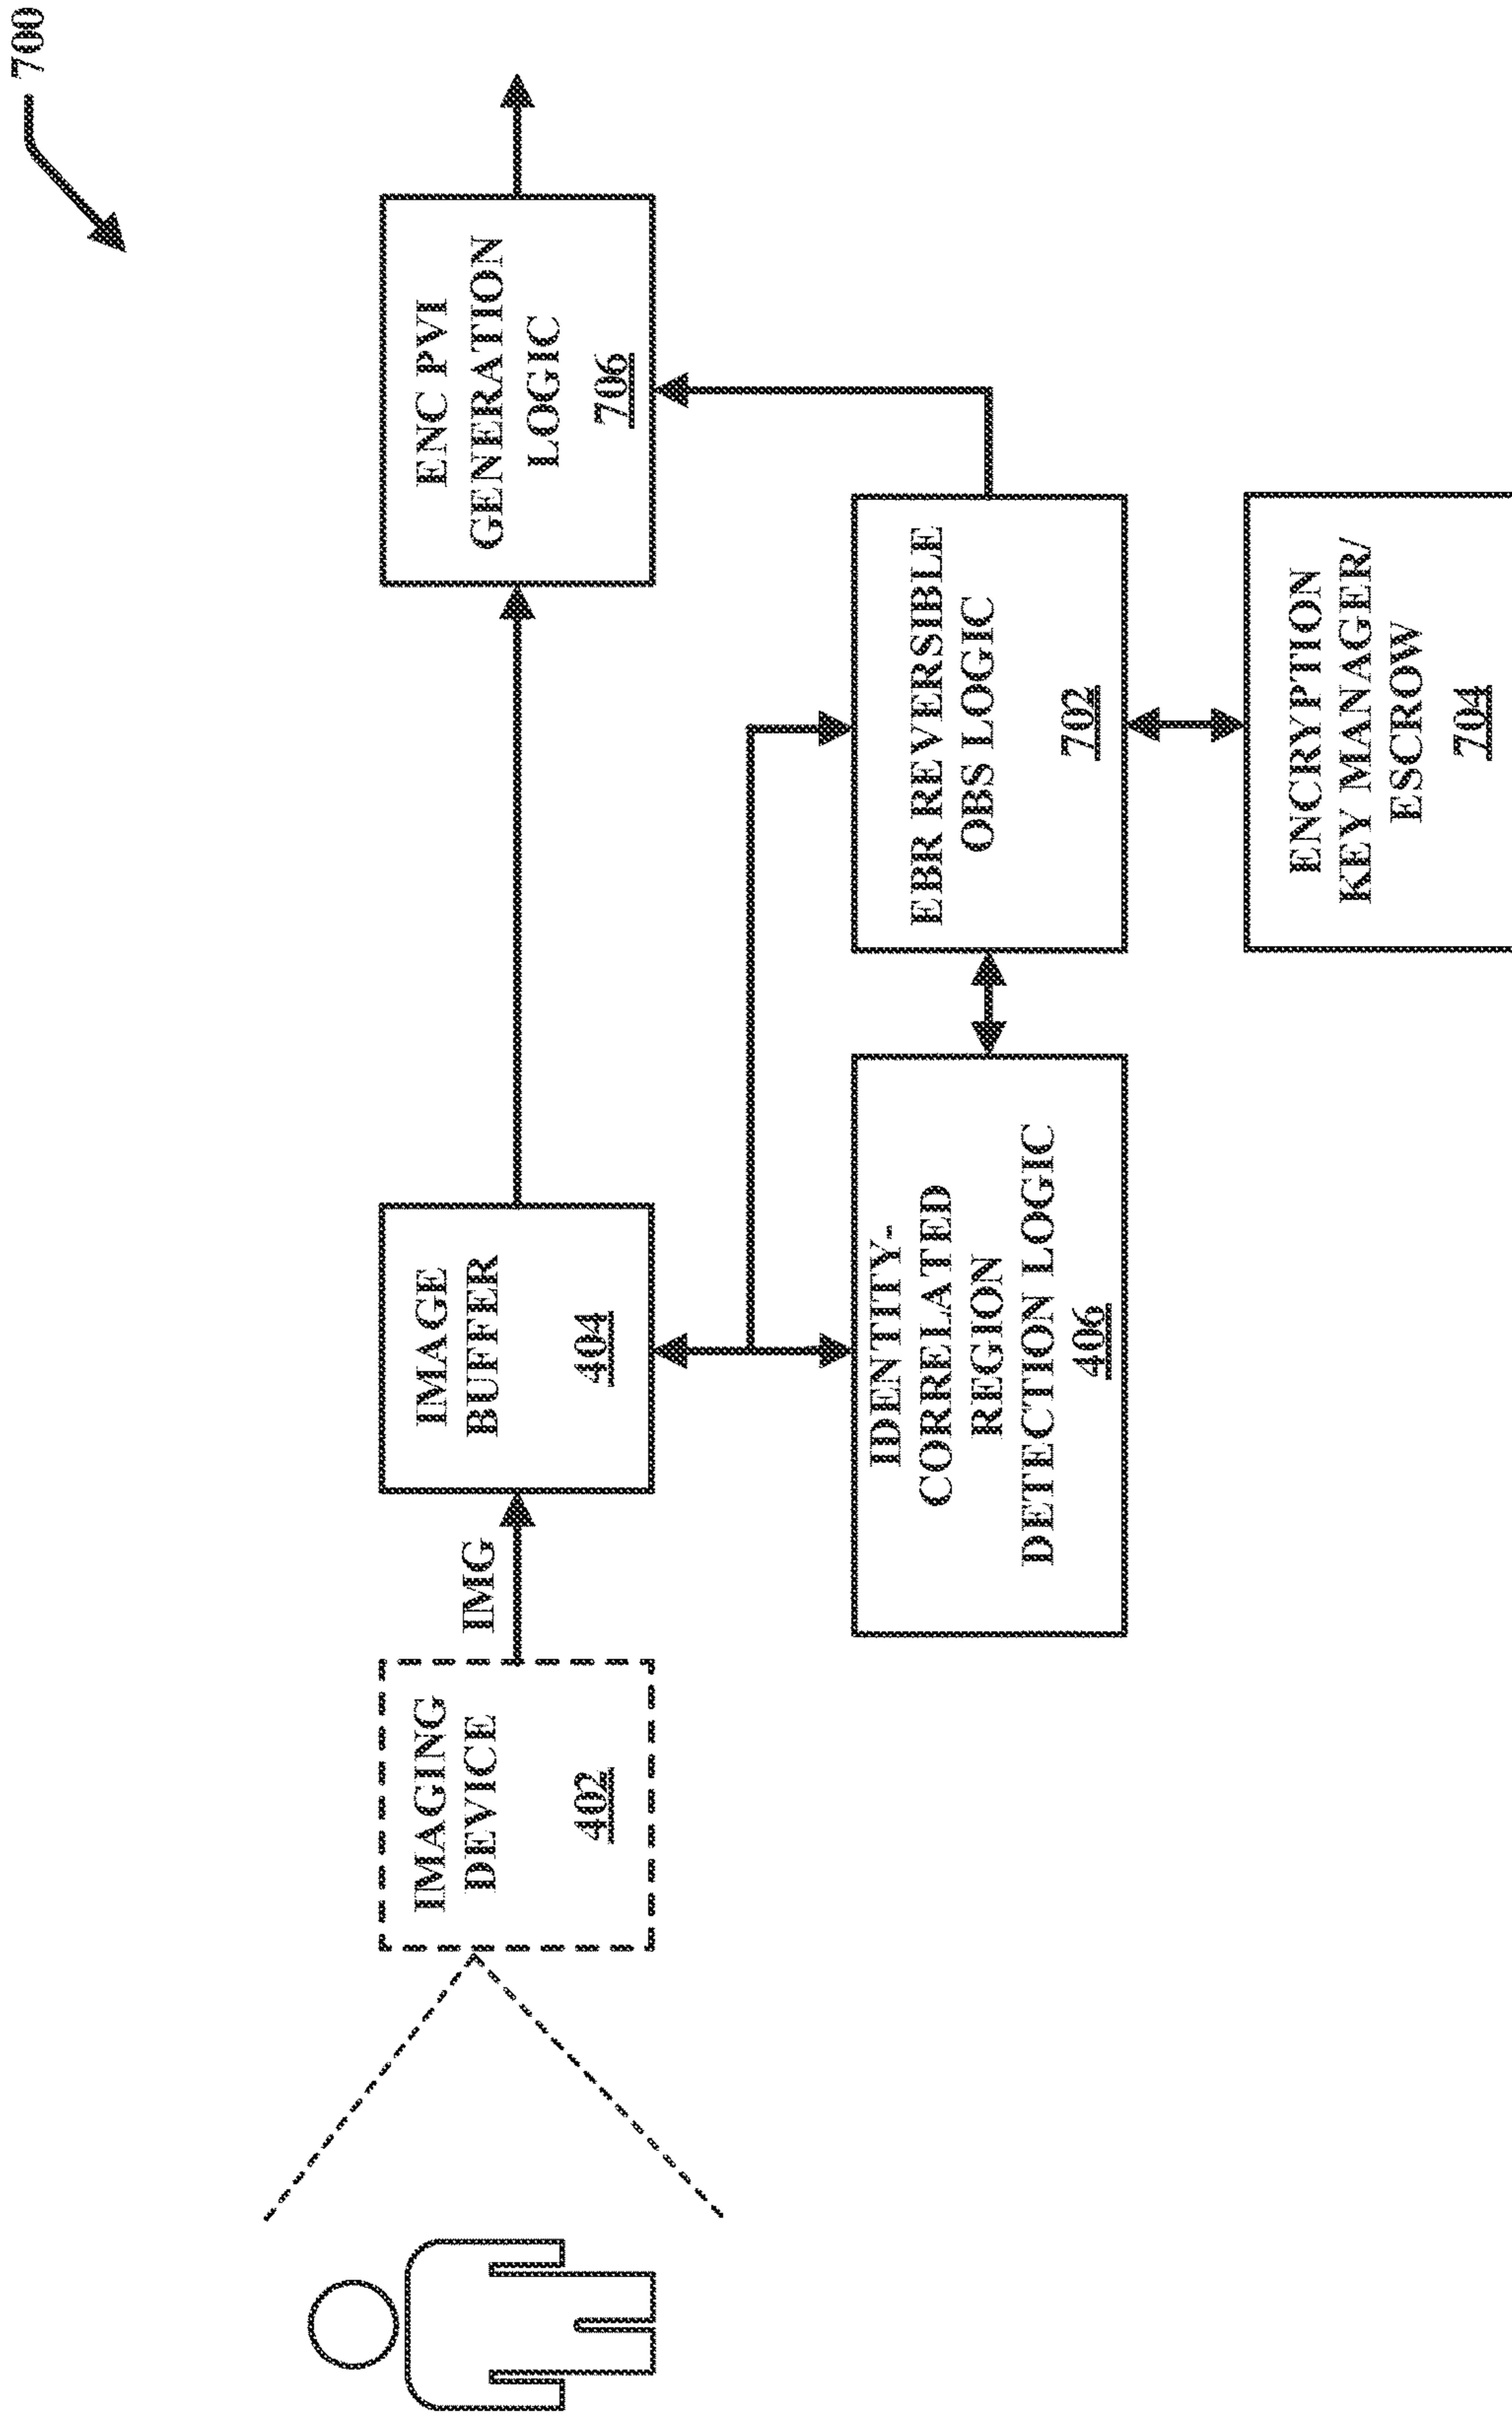 700
IMAGING
DEVICE
402
IMG
IMAGE
BUFFER
404
ENC PVI
GENERATION
LOGIC
706
IDENTITY-
CORRELATED
REGION
DETECTION LOGIC
406
EBR REVERSIBLE
OBS LOGIC
702
ENCRYPTION
KEY MANAGER/
ESCROW
704